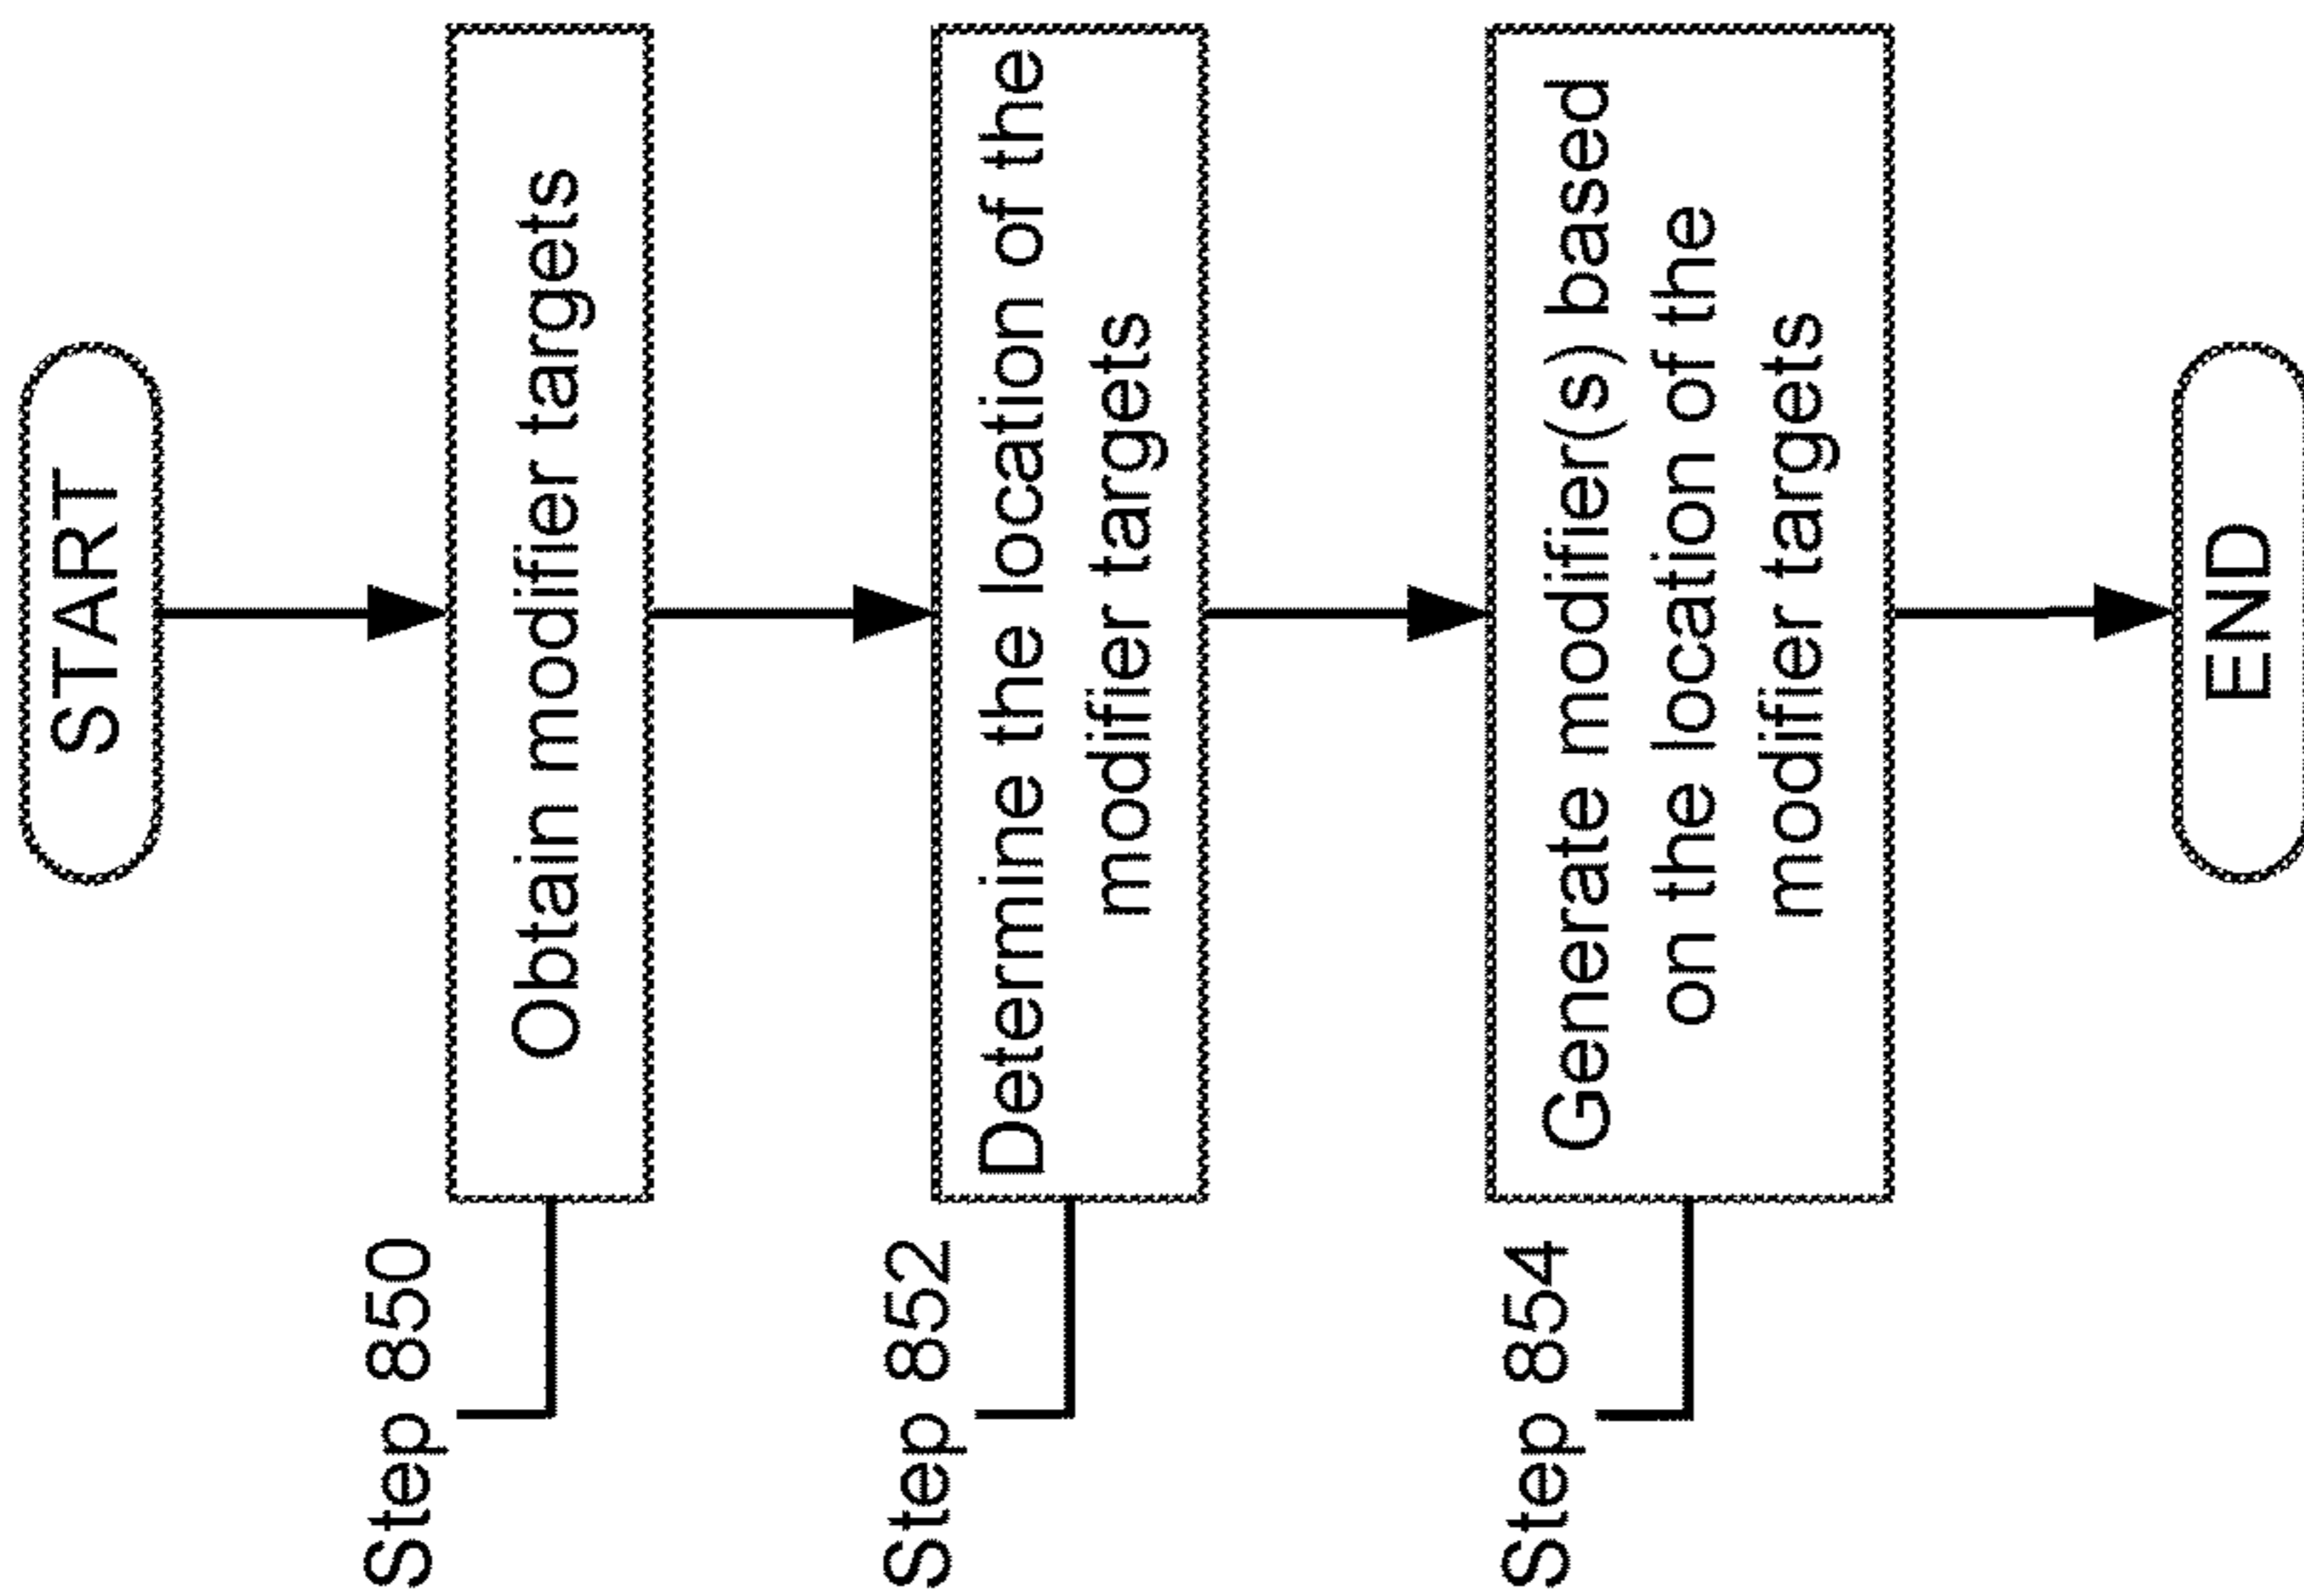 START
Step 850
Obtain modifier targets
Step 852
Determine the location of the
modifier targets
Step 854
Generate modifier(s) based
on the location of the
modifier targets
END